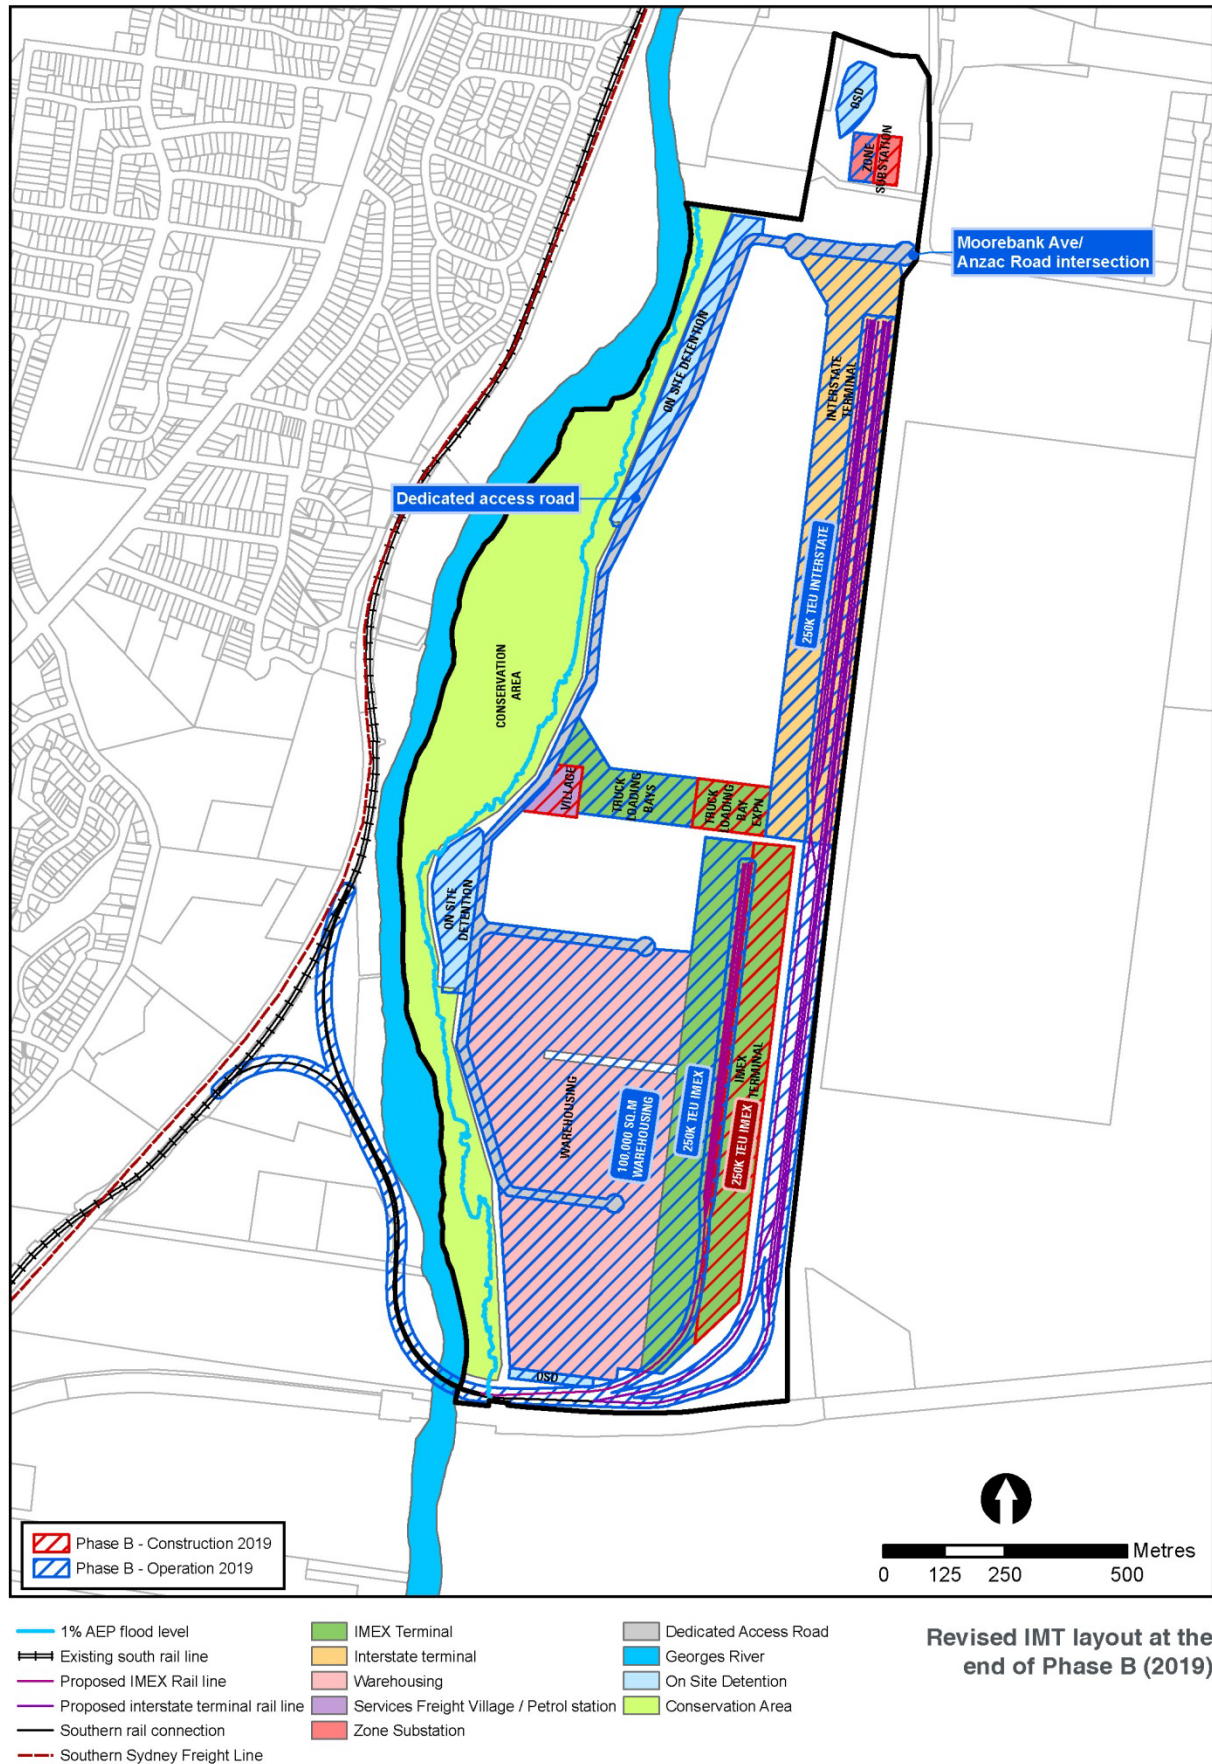 OSD
ZONE
SUBSTATION
Moorebank Ave/
Anzac Road intersection
ON SITE DETENTION
INTERSTATE
TERMINAL
Dedicated access road
250K TEU INTERSTATE
CONSERVATION
AREA
VILLAGE
TRUCK
LOADING
BAYS
TRUCK
LOADING
BAY
EXPN
ON SITE
DETENTION
WAREHOUSING
100,000 SQ.M
WAREHOUSING
250K TEU IMEX
IMEX
TERMINAL
250K TEU IMEX
OSD
Phase B - Construction 2019
Phase B - Operation 2019
Metres
0 125 250 500
1% AEP flood level
Existing south rail line
Proposed IMEX Rail line
Proposed interstate terminal rail line
Southern rail connection
Southern Sydney Freight Line
IMEX Terminal
Interstate terminal
Warehousing
Services Freight Village / Petrol station
Zone Substation
Dedicated Access Road
Georges River
On Site Detention
Conservation Area
Revised IMT layout at the
end of Phase B (2019)